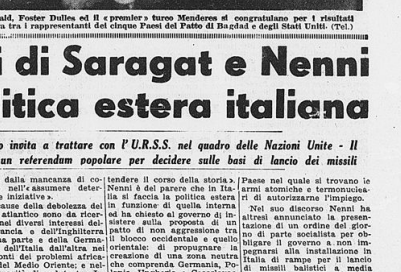 ald, Foster Dulles ed il «premier» turco Menderes si congratulano per i risultati
a tra i rappresentanti dei cinque Paesi del Patto di Bagdad e degli Stati Uniti. (Tel.)
i di Saragat e Nenni
litica estera italiana
o invita a trattare con l'U.R.S.S. nel quadro delle Nazioni Unite - Il
un referendum popolare per decidere sulle basi di lancio dei missili
dalla mancanza di co-
nell'« assumere deter-
e iniziative ».
cause della debolezza del
atlantico sono da ricer-
nei diversi interessi del-
ancia e dell'Inghilterra
na parte e della Germa-
dell'Italia dall'altra nei
onti dei problemi africa-
del Medio Oriente; e nel-
tendere il corso della storia».
Nenni è del parere che in Ita-
lia si faccia la politica estera
in funzione di quella interna
ed ha chiesto al governo di in-
sistere sulla proposta di un
patto di non aggressione tra
il blocco occidentale e quello
orientale: di propugnare la
creazione di una zona neutra
che comprenda Germania, Po-
Paese nel quale si trovano le
armi atomiche e termonuclea-
ri di autorizzarne l'impiego.
Nel suo discorso Nenni ha
altresì annunciato la presen-
tazione di un ordine del gior-
no di parte socialista per ob-
bligare il governo a non im-
pegnarsi alla installazione in
Italia di rampe per il lancio
di missili balistici a media